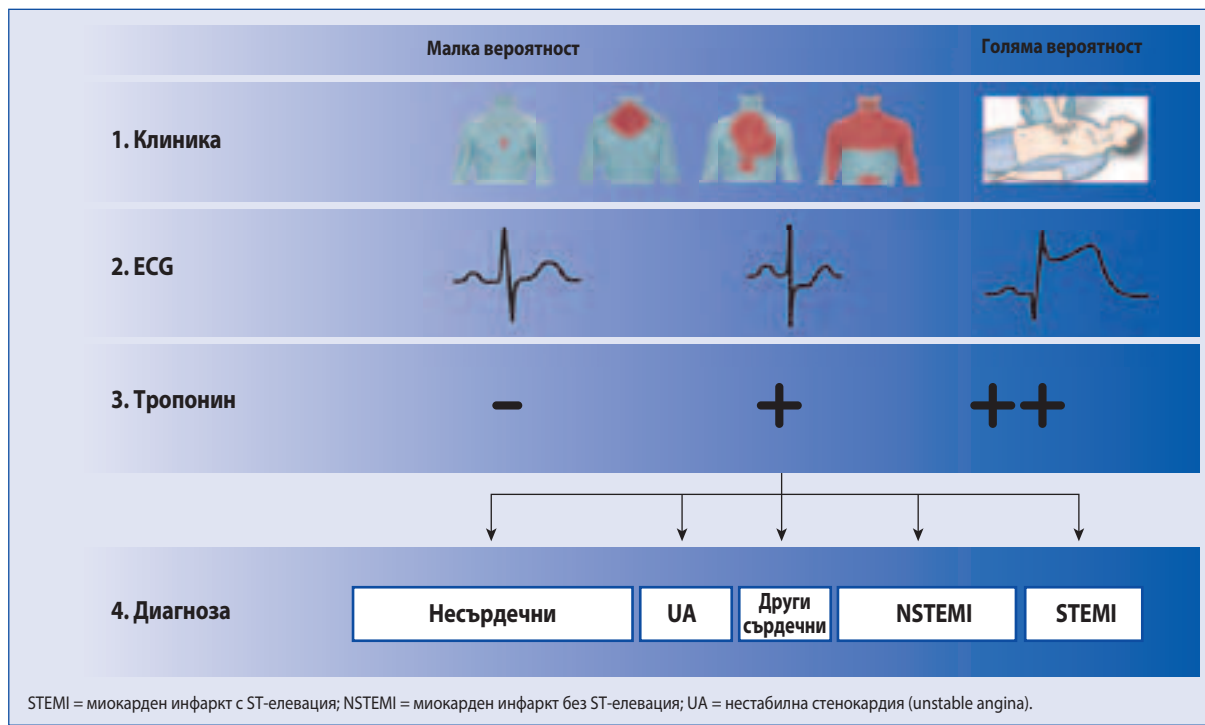 Малка вероятност
Голяма вероятност
1. Клиника
2. ECG
3. Тропонин
–
+
++
4. Диагноза
Несърдечни
UA
Други
сърдечни
NSTEMI
STEMI
STEMI = миокарден инфаркт с ST-елевация; NSTEMI = миокарден инфаркт без ST-елевация; UA = нестабилна стенокардия (unstable angina).